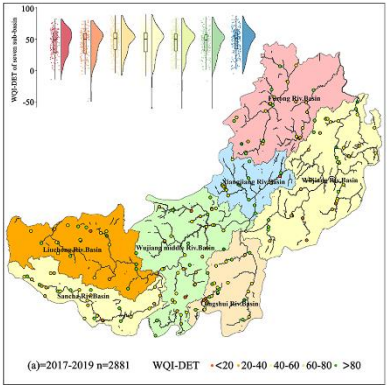 100
50
0
-50
WQI-DET of seven sub-basin
Furong Riv.Basin
Xiangjiang Riv.Basin
Wujiang Riv.Basin
Liuchong Riv.Basin
Wujiang middle Riv.Basin
Sancha Riv.Basin
Qingshui Riv.Basin
(a)=2017-2019 n=2881 WQI-DET <20 20-40 40-60 60-80 >80